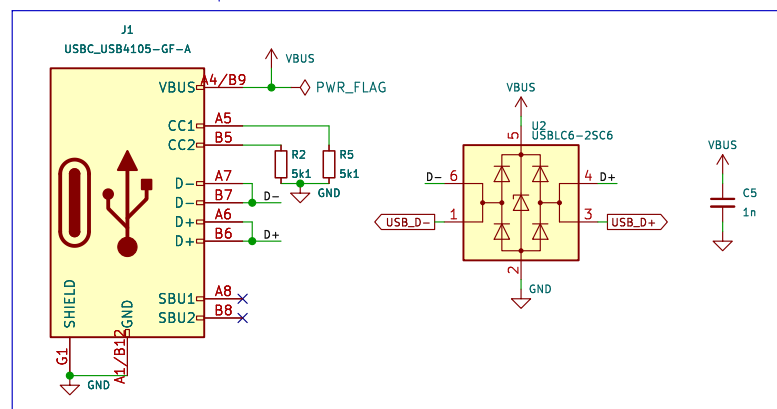 J1
USBC_USB4105-GF-A
VBUS
A4/B9
VBUS
PWR_FLAG
CC1
A5
CC2
B5
R2
5k1
R5
5k1
GND
D-
A7
D-
B7
D-
D+
A6
D+
B6
D+
SBU1
A8
SBU2
B8
SHIELD
GND
G1
A1/B12
GND
VBUS
U2
USBLC6-2SC6
5
D-
6
4
D+
USB_D-
1
3
USB_D+
2
GND
VBUS
C5
1n